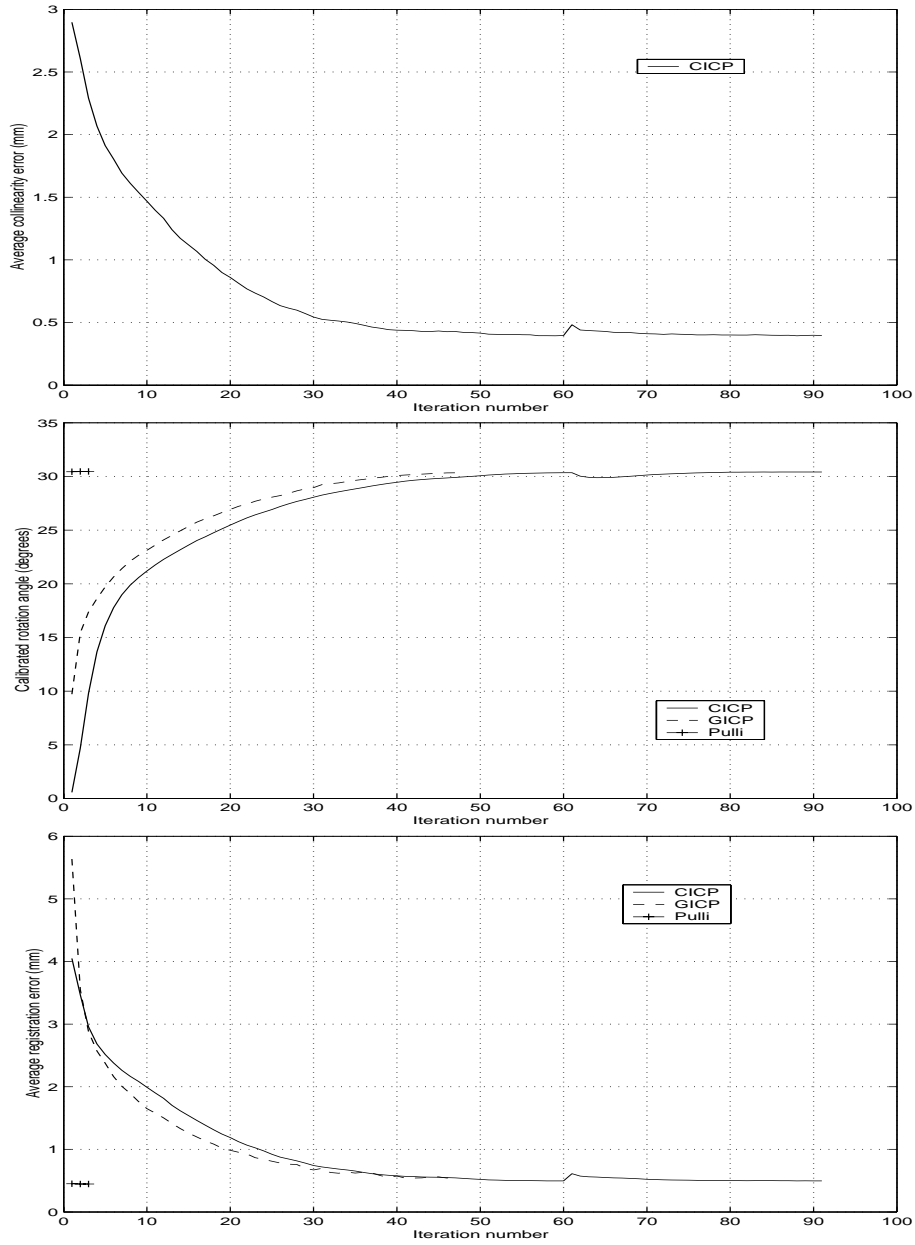 3
2.5
2
1.5
1
0.5
0
Average collinearity error (mm)
CICP
0 10 20 30 40 50 60 70 80 90 100
Iteration number
35
30
25
20
15
10
5
0
Calibrated rotation angle (degrees)
CICP
GICP
Pulli
0 10 20 30 40 50 60 70 80 90 100
Iteration number
6
5
4
3
2
1
0
Average registration error (mm)
CICP
GICP
Pulli
0 10 20 30 40 50 60 70 80 90 100
Iteration number